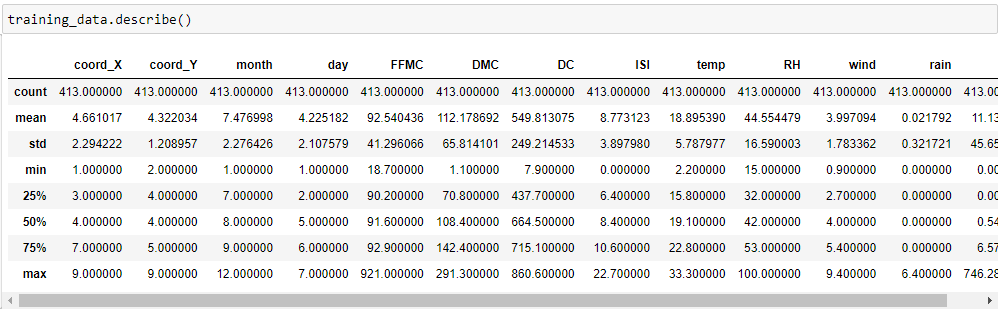 training_data.describe()
coord_X coord_Y month day FFMC DMC DC ISI temp RH wind rain
count 413.000000 413.000000 413.000000 413.000000 413.000000 413.000000 413.000000 413.000000 413.000000 413.000000 413.000000 413.000000 413.0
mean 4.661017 4.322034 7.476998 4.225182 92.540436 112.178692 549.813075 8.773123 18.895390 44.554479 3.997094 0.021792 11.13
std 2.294222 1.208957 2.276426 2.107579 41.296066 65.814101 249.214533 3.897980 5.787977 16.590003 1.783362 0.321721 45.65
min 1.000000 2.000000 1.000000 1.000000 18.700000 1.100000 7.900000 0.000000 2.200000 15.000000 0.900000 0.000000 0.00
25% 3.000000 4.000000 7.000000 2.000000 90.200000 70.800000 437.700000 6.400000 15.800000 32.000000 2.700000 0.000000 0.00
50% 4.000000 4.000000 8.000000 5.000000 91.600000 108.400000 664.500000 8.400000 19.100000 42.000000 4.000000 0.000000 0.54
75% 7.000000 5.000000 9.000000 6.000000 92.900000 142.400000 715.100000 10.600000 22.800000 53.000000 5.400000 0.000000 6.57
max 9.000000 9.000000 12.000000 7.000000 921.000000 291.300000 860.600000 22.700000 33.300000 100.000000 9.400000 6.400000 746.28